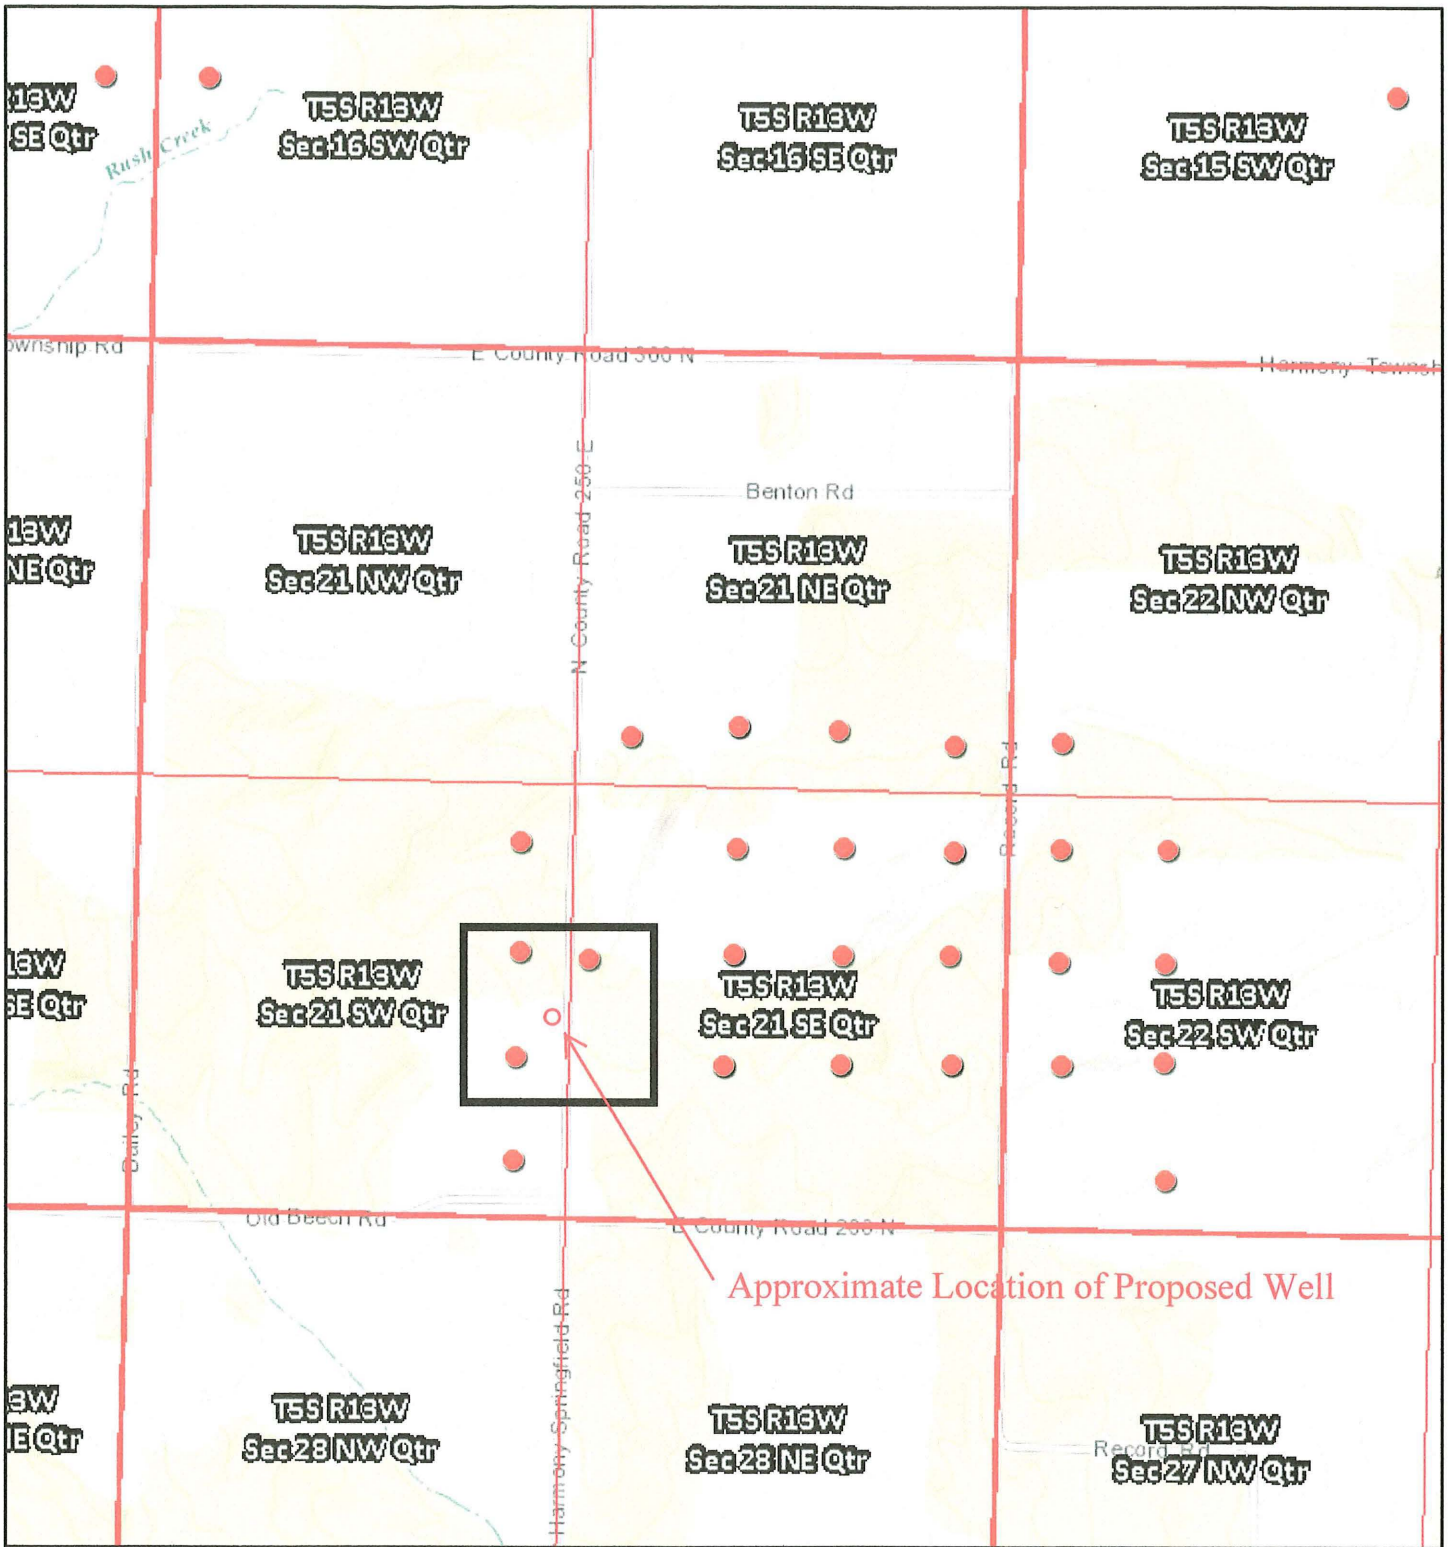 13W
SE Qtr
Rush Creek
T5S R13W
Sec 16 SW Qtr
T5S R13W
Sec 16 SE Qtr
T5S R13W
Sec 15 SW Qtr
ownship Rd
E County Road 300 N
Harmony Townsh
N County Road 250 E
Benton Rd
13W
NE Qtr
T5S R13W
Sec 21 NW Qtr
T5S R13W
Sec 21 NE Qtr
T5S R13W
Sec 22 NW Qtr
Record Rd
13W
SE Qtr
T5S R13W
Sec 21 SW Qtr
T5S R13W
Sec 21 SE Qtr
T5S R13W
Sec 22 SW Qtr
Bailey Rd
Old Beech Rd
E County Road 200 N
Approximate Location of Proposed Well
Harmony Springfield Rd
3W
IE Qtr
T5S R13W
Sec 28 NW Qtr
T5S R13W
Sec 28 NE Qtr
Record Rd
T5S R13W
Sec 27 NW Qtr